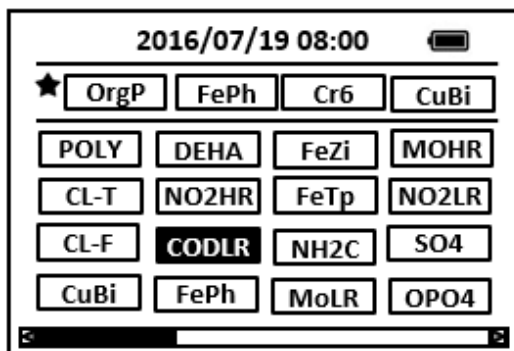 2016/07/19 08:00
OrgP FePh Cr6 CuBi
POLY DEHA FeZi MOHR
CL-T NO2HR FeTp NO2LR
CL-F CODLR NH2C SO4
CuBi FePh MoLR OPO4